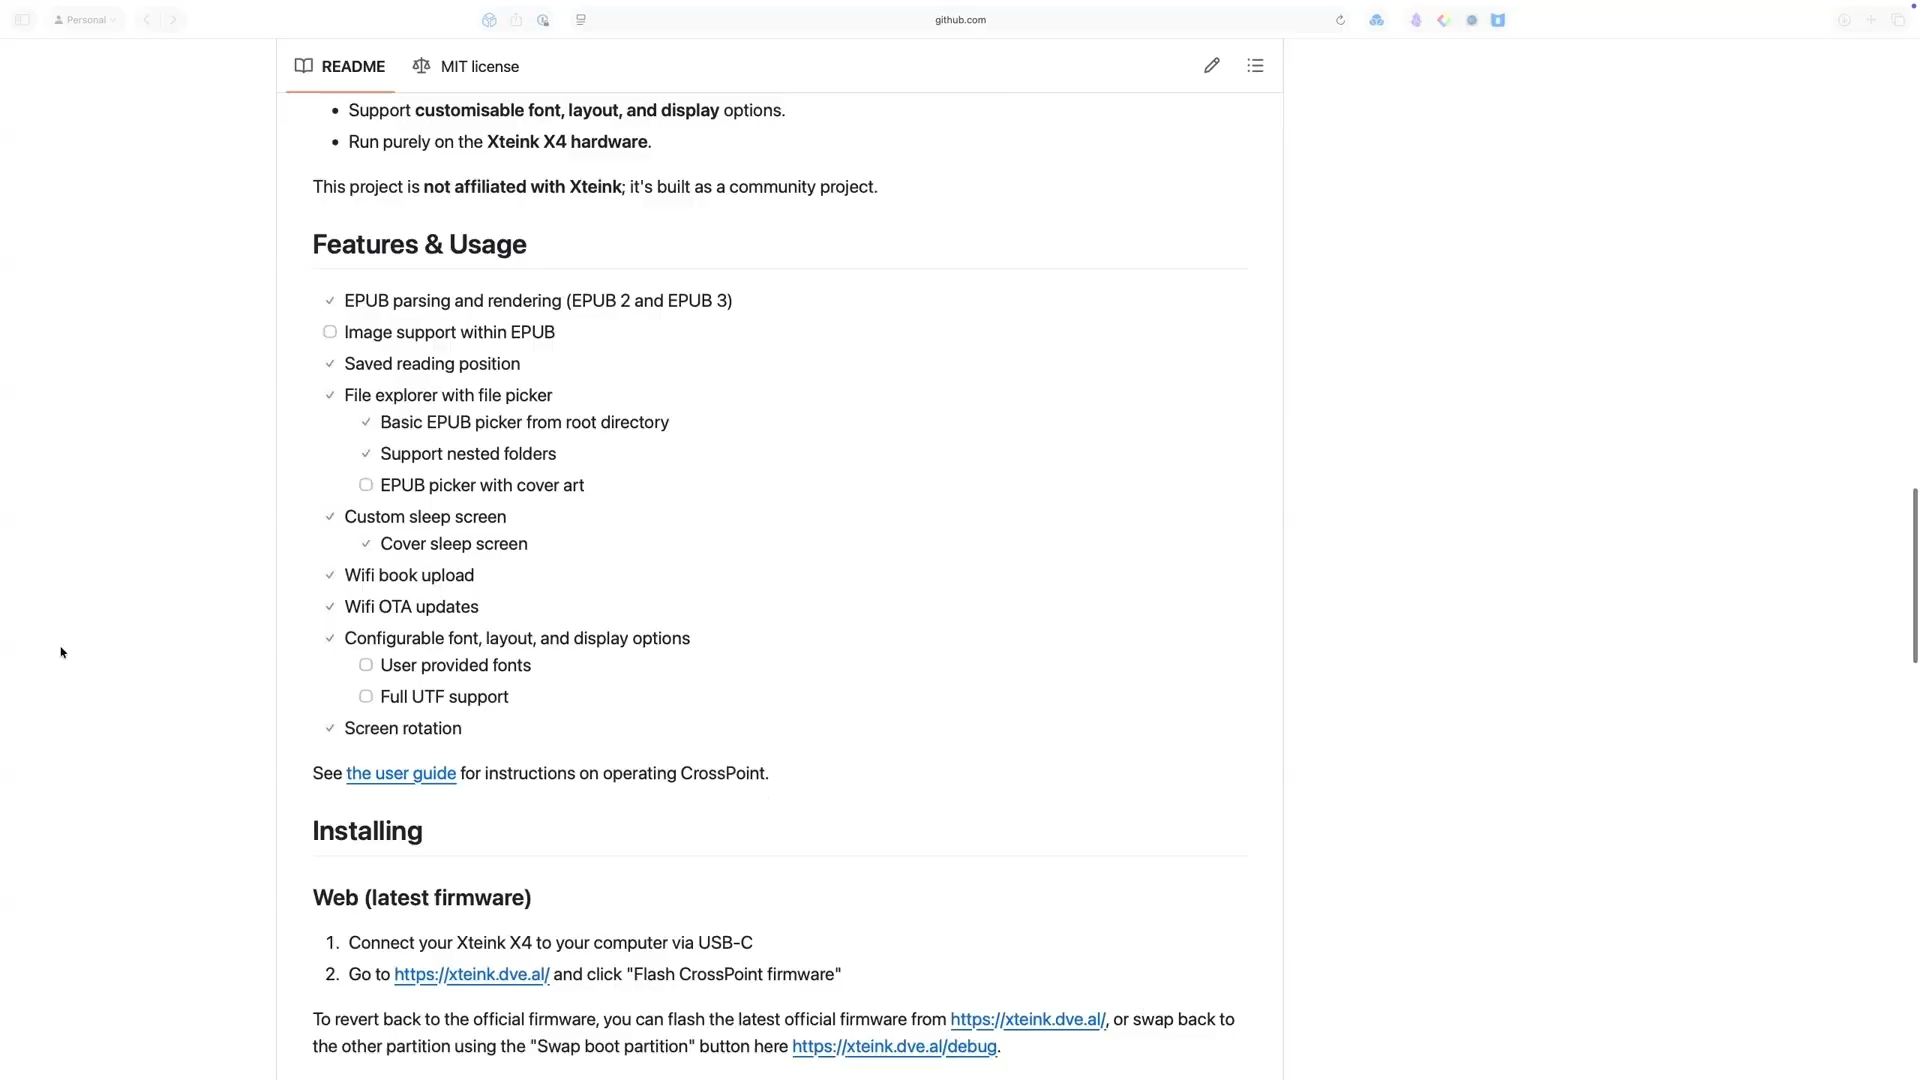 Personal
github.com
README
MIT license
Support customisable font, layout, and display options.
Run purely on the Xteink X4 hardware.
This project is not affiliated with Xteink; it's built as a community project.
Features & Usage
EPUB parsing and rendering (EPUB 2 and EPUB 3)
Image support within EPUB
Saved reading position
File explorer with file picker
Basic EPUB picker from root directory
Support nested folders
EPUB picker with cover art
Custom sleep screen
Cover sleep screen
Wifi book upload
Wifi OTA updates
Configurable font, layout, and display options
User provided fonts
Full UTF support
Screen rotation
See the user guide for instructions on operating CrossPoint.
Installing
Web (latest firmware)
1. Connect your Xteink X4 to your computer via USB-C
2. Go to https://xteink.dve.al/ and click "Flash CrossPoint firmware"
To revert back to the official firmware, you can flash the latest official firmware from https://xteink.dve.al/, or swap back to
the other partition using the "Swap boot partition" button here https://xteink.dve.al/debug.